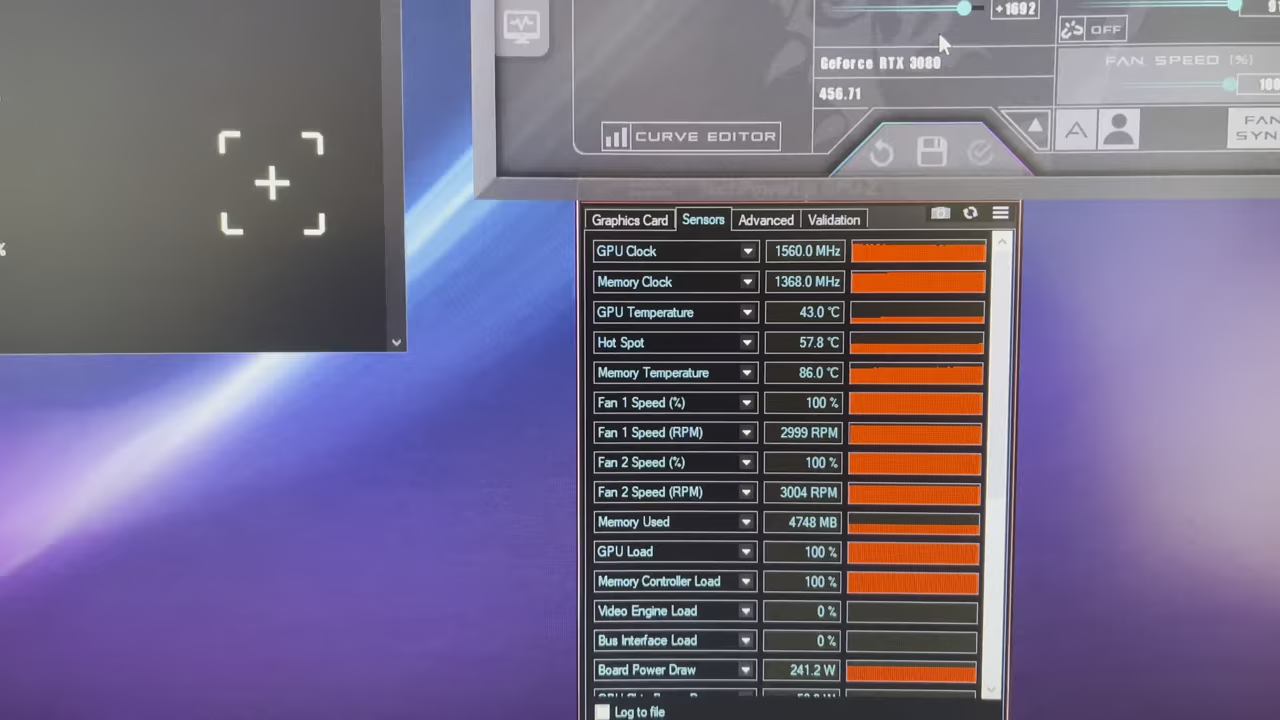 +1692
OFF
GeForce RTX 3080
FAN SPEED (%)
456.71
100
CURVE EDITOR
A
FAN
SYN
%
Graphics Card Sensors Advanced Validation
GPU Clock 1560.0 MHz
Memory Clock 1368.0 MHz
GPU Temperature 43.0 °C
Hot Spot 57.8 °C
Memory Temperature 86.0 °C
Fan 1 Speed (%) 100 %
Fan 1 Speed (RPM) 2999 RPM
Fan 2 Speed (%) 100 %
Fan 2 Speed (RPM) 3004 RPM
Memory Used 4748 MB
GPU Load 100 %
Memory Controller Load 100 %
Video Engine Load 0 %
Bus Interface Load 0 %
Board Power Draw 241.2 W
Log to file